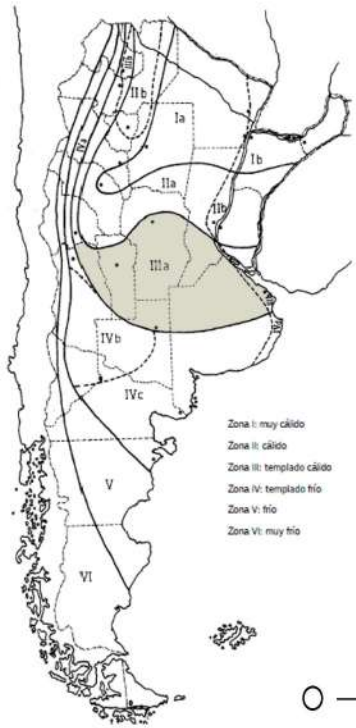 IIIb
IIb
Ia
IVa
Ib
IIa
IIb
IIIa
IVd
IVb
IVc
V
VI
Zona I: muy cálido
Zona II: cálido
Zona III: templado cálido
Zona IV: templado frío
Zona V: frío
Zona VI: muy frío